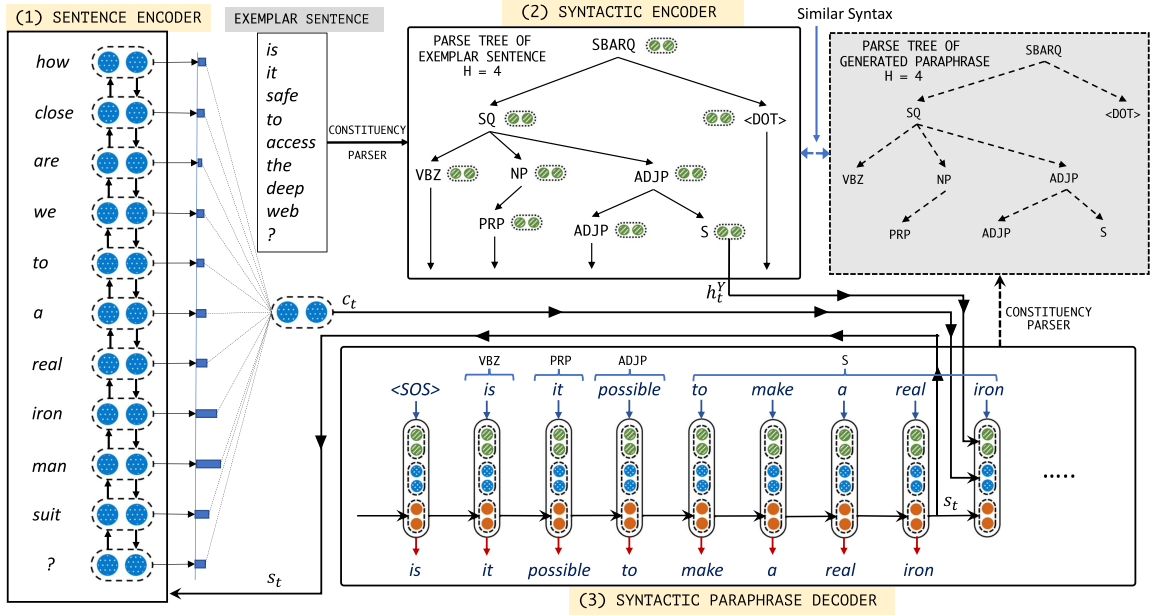 (1) SENTENCE ENCODER
how
close
are
we
to
a
real
iron
man
suit
?
EXEMPLAR SENTENCE
is
it
safe
to
access
the
deep
web
?
CONSTITUENCY
PARSER
(2) SYNTACTIC ENCODER
PARSE TREE OF
EXEMPLAR SENTENCE
H = 4
SBARQ
SQ
<DOT>
VBZ
NP
ADJP
PRP
ADJP
S
Similar Syntax
PARSE TREE OF
GENERATED PARAPHRASE
H = 4
SBARQ
SQ
<DOT>
VBZ
NP
ADJP
PRP
ADJP
S
CONSTITUENCY
PARSER
c_t
h_t^Y
s_t
VBZ PRP ADJP S
<SOS> is it possible to make a real iron
s_t
.....
is it possible to make a real iron
(3) SYNTACTIC PARAPHRASE DECODER